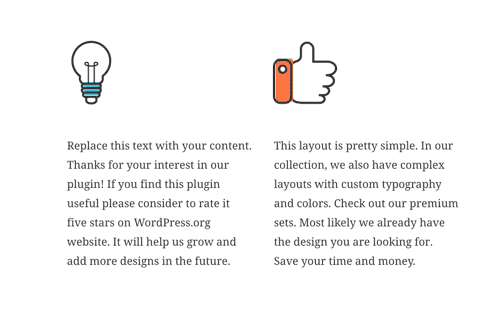 Replace this text with your content.
Thanks for your interest in our
plugin! If you find this plugin
useful please consider to rate it
five stars on WordPress.org
website. It will help us grow and
add more designs in the future.
This layout is pretty simple. In our
collection, we also have complex
layouts with custom typography
and colors. Check out our premium
sets. Most likely we already have
the design you are looking for.
Save your time and money.